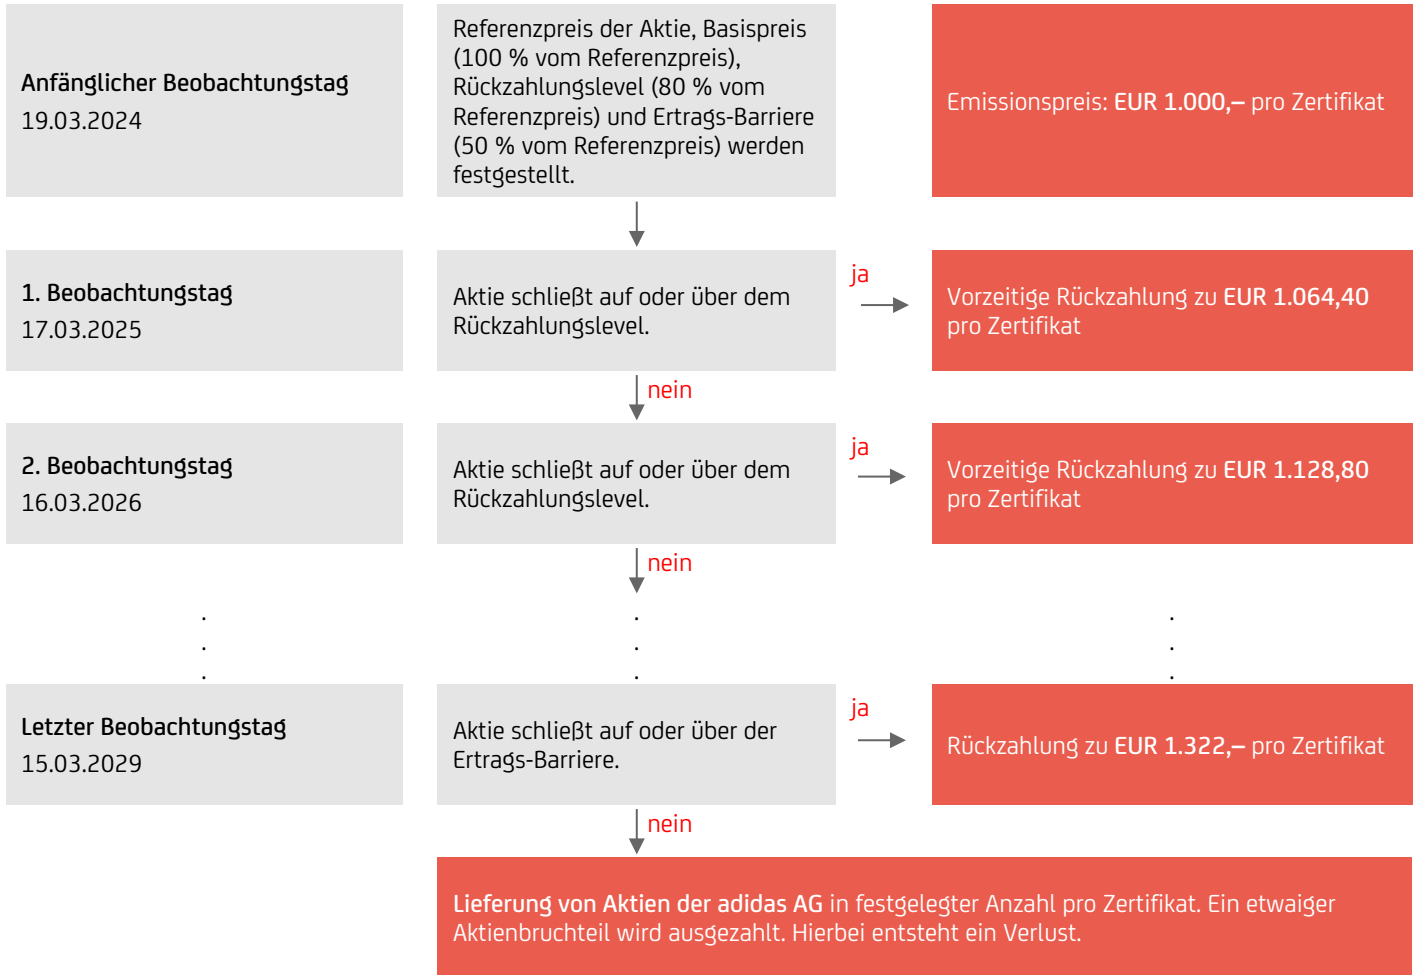 Anfänglicher Beobachtungstag
19.03.2024
Referenzpreis der Aktie, Basispreis
(100 % vom Referenzpreis),
Rückzahlungslevel (80 % vom
Referenzpreis) und Ertrags-Barriere
(50 % vom Referenzpreis) werden
festgestellt.
Emissionspreis: EUR 1.000,– pro Zertifikat
1. Beobachtungstag
17.03.2025
Aktie schließt auf oder über dem
Rückzahlungslevel.
ja
Vorzeitige Rückzahlung zu EUR 1.064,40
pro Zertifikat
nein
2. Beobachtungstag
16.03.2026
Aktie schließt auf oder über dem
Rückzahlungslevel.
ja
Vorzeitige Rückzahlung zu EUR 1.128,80
pro Zertifikat
nein
. . .
. . .
. . .
Letzter Beobachtungstag
15.03.2029
Aktie schließt auf oder über der
Ertrags-Barriere.
ja
Rückzahlung zu EUR 1.322,– pro Zertifikat
nein
Lieferung von Aktien der adidas AG in festgelegter Anzahl pro Zertifikat. Ein etwaiger
Aktienbruchteil wird ausgezahlt. Hierbei entsteht ein Verlust.